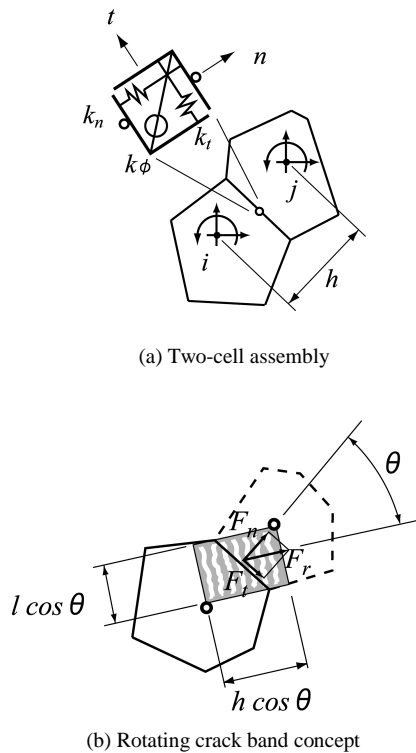 t
n
k_n
k_t
kϕ
j
i
h
(a) Two-cell assembly
θ
F_n
F_r
F_t
l cos θ
h cos θ
(b) Rotating crack band concept